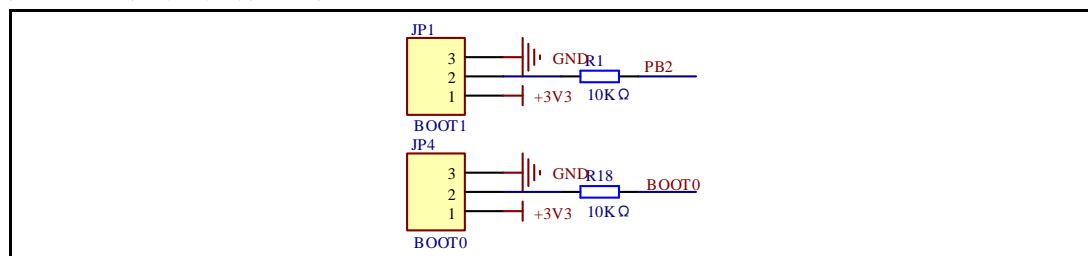 JP1
3 GND R1 PB2
2
1 +3V3 10KΩ
BOOT1
JP4
3 GND R18 BOOT0
2
1 +3V3 10KΩ
BOOT0